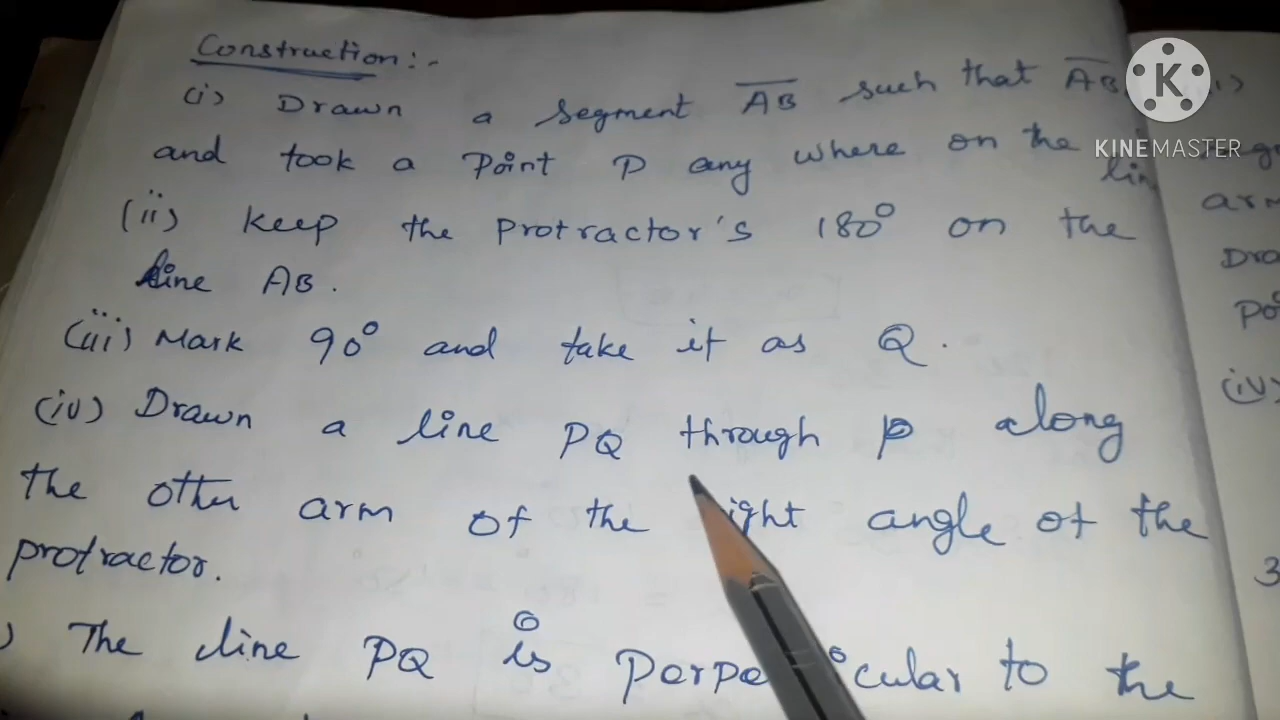 Construction:-
(i) Drawn a segment AB such that AB
and took a Point P any where on the
(ii) keep the protractor's 180° on the
line AB.
(iii) Mark 90° and take it as Q.
(iv) Drawn a line PQ through p along
the other arm of the angle of the
protractor.
The line PQ is to the
KINEMASTER
(iv)
3